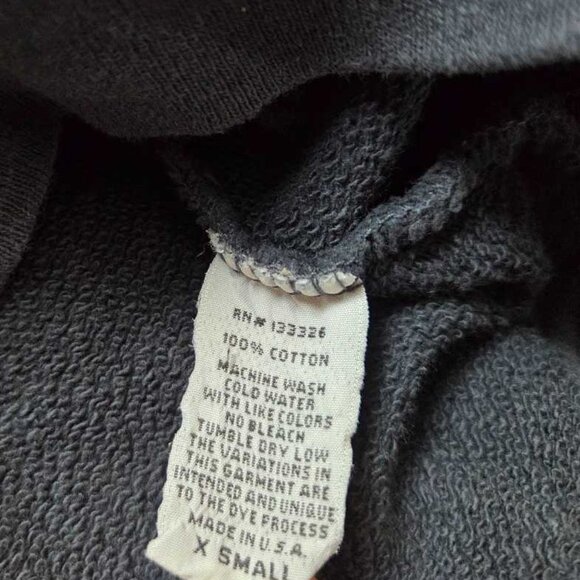 RN# 133326
100% COTTON
MACHINE WASH
COLD WATER
WITH LIKE COLORS
NO BLEACH
TUMBLE DRY LOW
THE VARIATIONS IN
THIS GARMENT ARE
INTENDED AND UNIQUE
TO THE DYE PROCESS
MADE IN U.S.A.
X SMALL